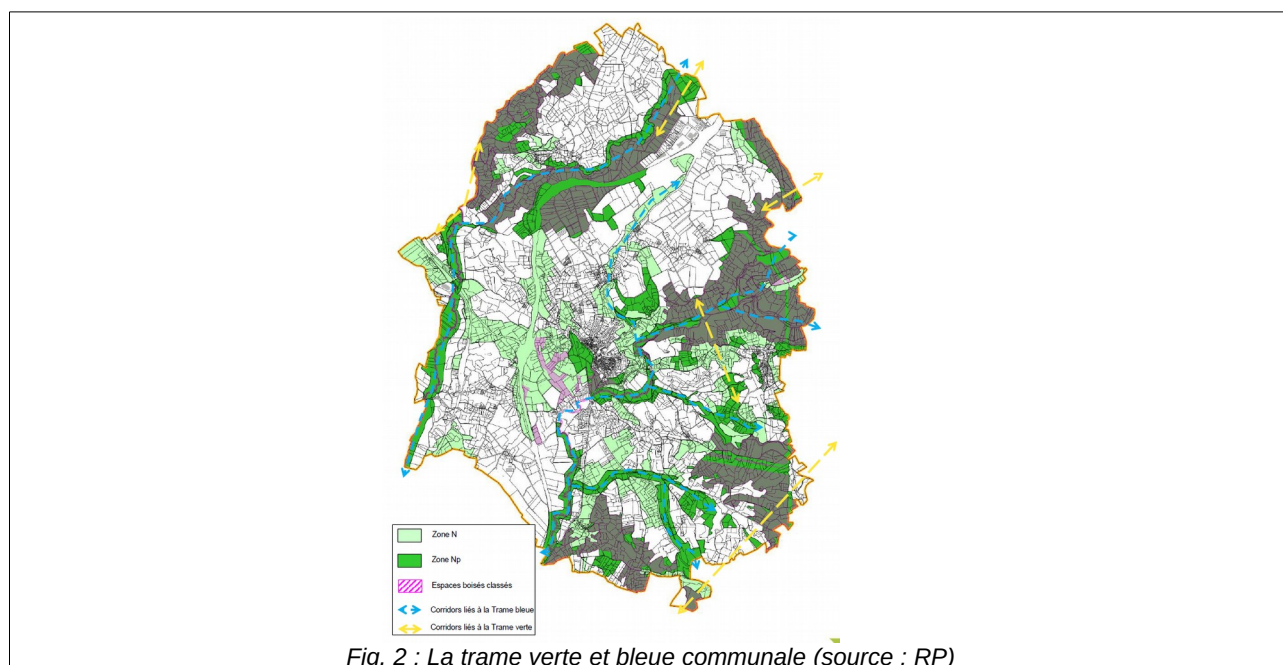 Zone N
Zone Np
Espaces boisés classés
Corridors liés à la Trame bleue
Corridors liés à la Trame verte
Fig. 2 : La trame verte et bleue communale (source : RP)